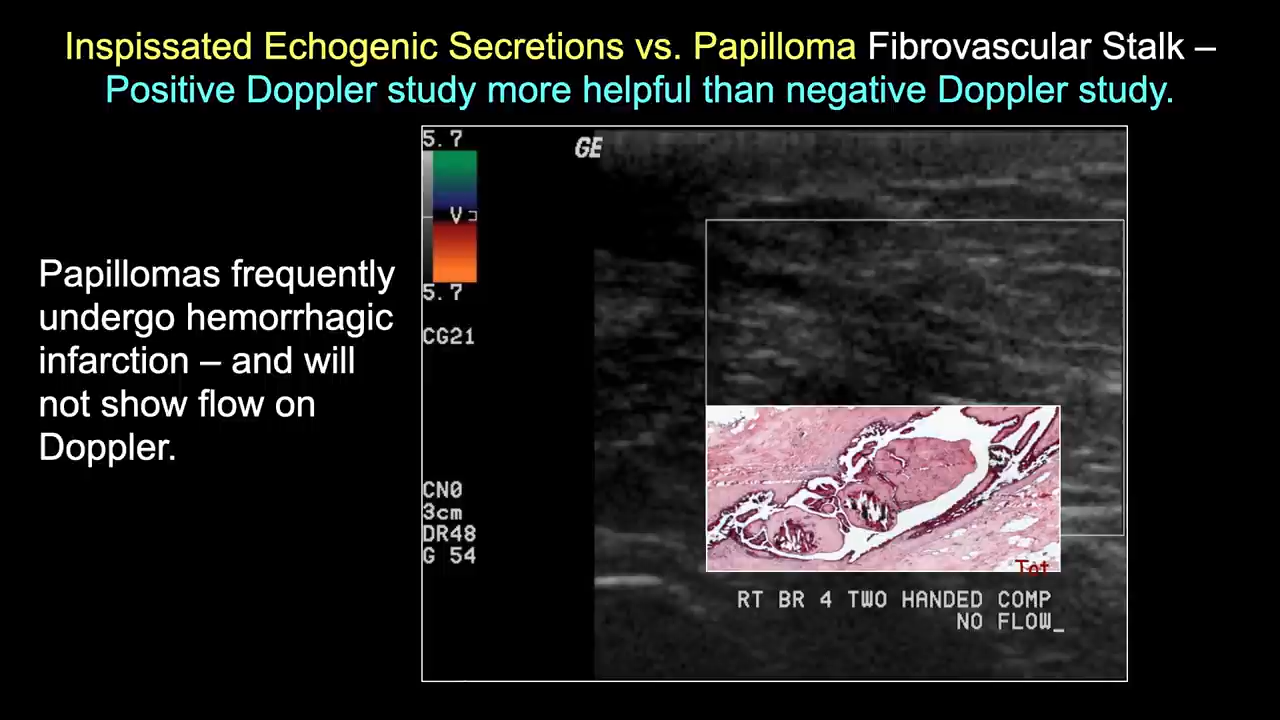 Inspissated Echogenic Secretions vs. Papilloma Fibrovascular Stalk –
Positive Doppler study more helpful than negative Doppler study.
5.7
GE
V
5.7
CG21
Papillomas frequently
undergo hemorrhagic
infarction – and will
not show flow on
Doppler.
CN0
3cm
DR48
G 54
Tot
RT BR 4 TWO HANDED COMP
NO FLOW_